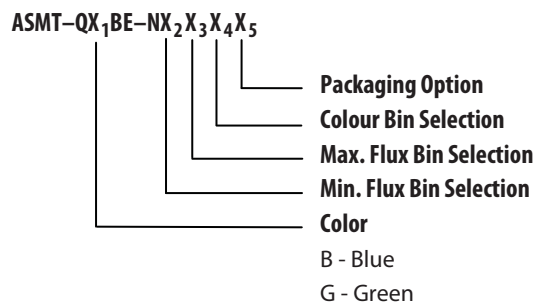 ASMT–QX1BE–NX2X3X4X5
Packaging Option
Colour Bin Selection
Max. Flux Bin Selection
Min. Flux Bin Selection
Color
B - Blue
G - Green